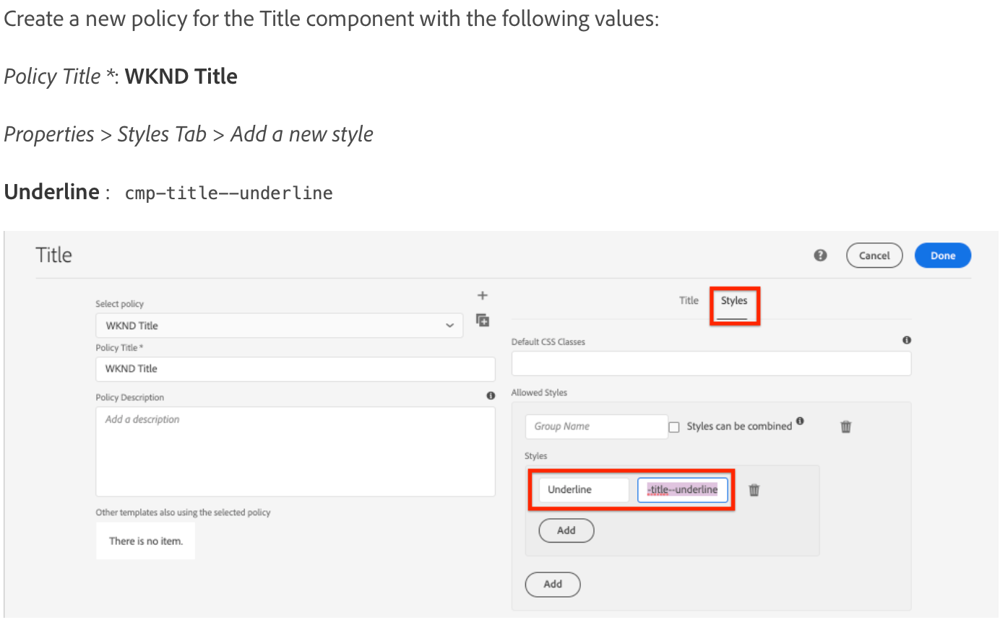 Create a new policy for the Title component with the following values:
Policy Title *: WKND Title
Properties > Styles Tab > Add a new style
Underline : cmp-title--underline
Title
Cancel
Done
Select policy
WKND Title
Policy Title *
WKND Title
Policy Description
Add a description
Other templates also using the selected policy
There is no item.
Title
Styles
Default CSS Classes
Allowed Styles
Group Name
Styles can be combined
Styles
Underline
-title--underline
Add
Add